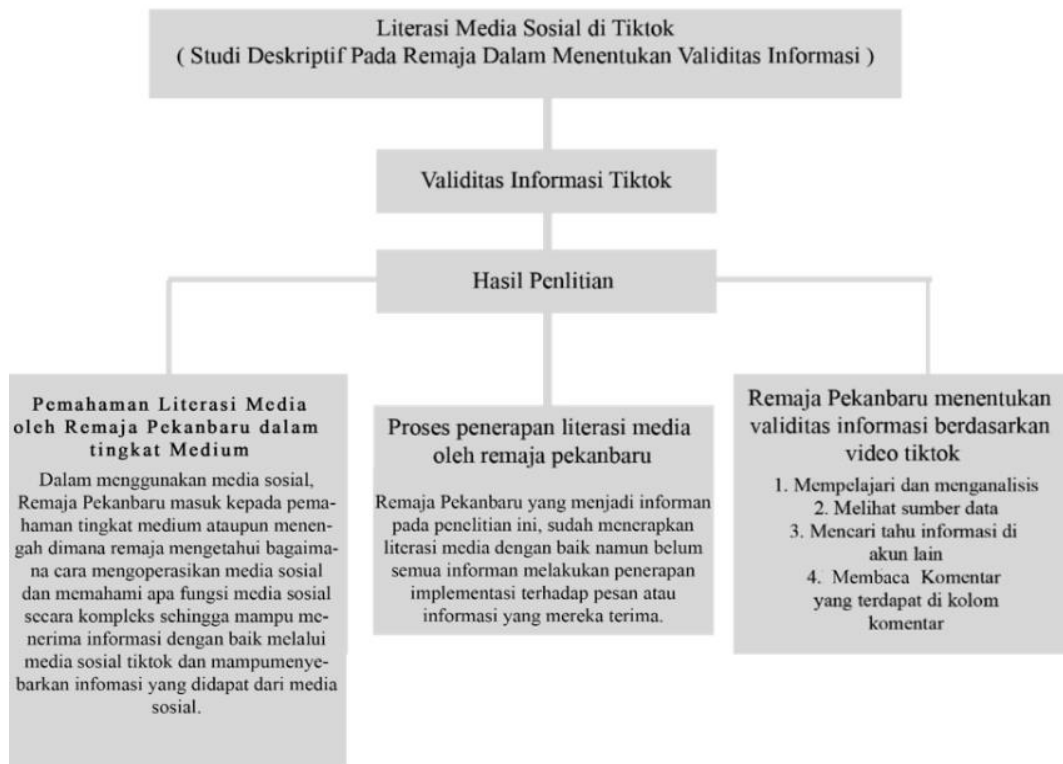 Literasi Media Sosial di Tiktok
( Studi Deskriptif Pada Remaja Dalam Menentukan Validitas Informasi )
Validitas Informasi Tiktok
Hasil Penlitian
Pemahaman Literasi Media
oleh Remaja Pekanbaru dalam
tingkat Medium
Dalam menggunakan media sosial,
Remaja Pekanbaru masuk kepada pema-
haman tingkat medium ataupun menen-
gah dimana remaja mengetahui bagaima-
na cara mengoperasikan media sosial
dan memahami apa fungsi media sosial
secara kompleks sehingga mampu me-
nerima informasi dengan baik melalui
media sosial tiktok dan mampumenye-
barkan infomasi yang didapat dari media
sosial.
Proses penerapan literasi media
oleh remaja pekanbaru
Remaja Pekanbaru yang menjadi informan
pada penelitian ini, sudah menerapkan
literasi media dengan baik namun belum
semua informan melakukan penerapan
implementasi terhadap pesan atau
informasi yang mereka terima.
Remaja Pekanbaru menentukan
validitas informasi berdasarkan
video tiktok
1. Mempelajari dan menganalisis
2. Melihat sumber data
3. Mencari tahu informasi di
akun lain
4. Membaca Komentar
yang terdapat di kolom
komentar